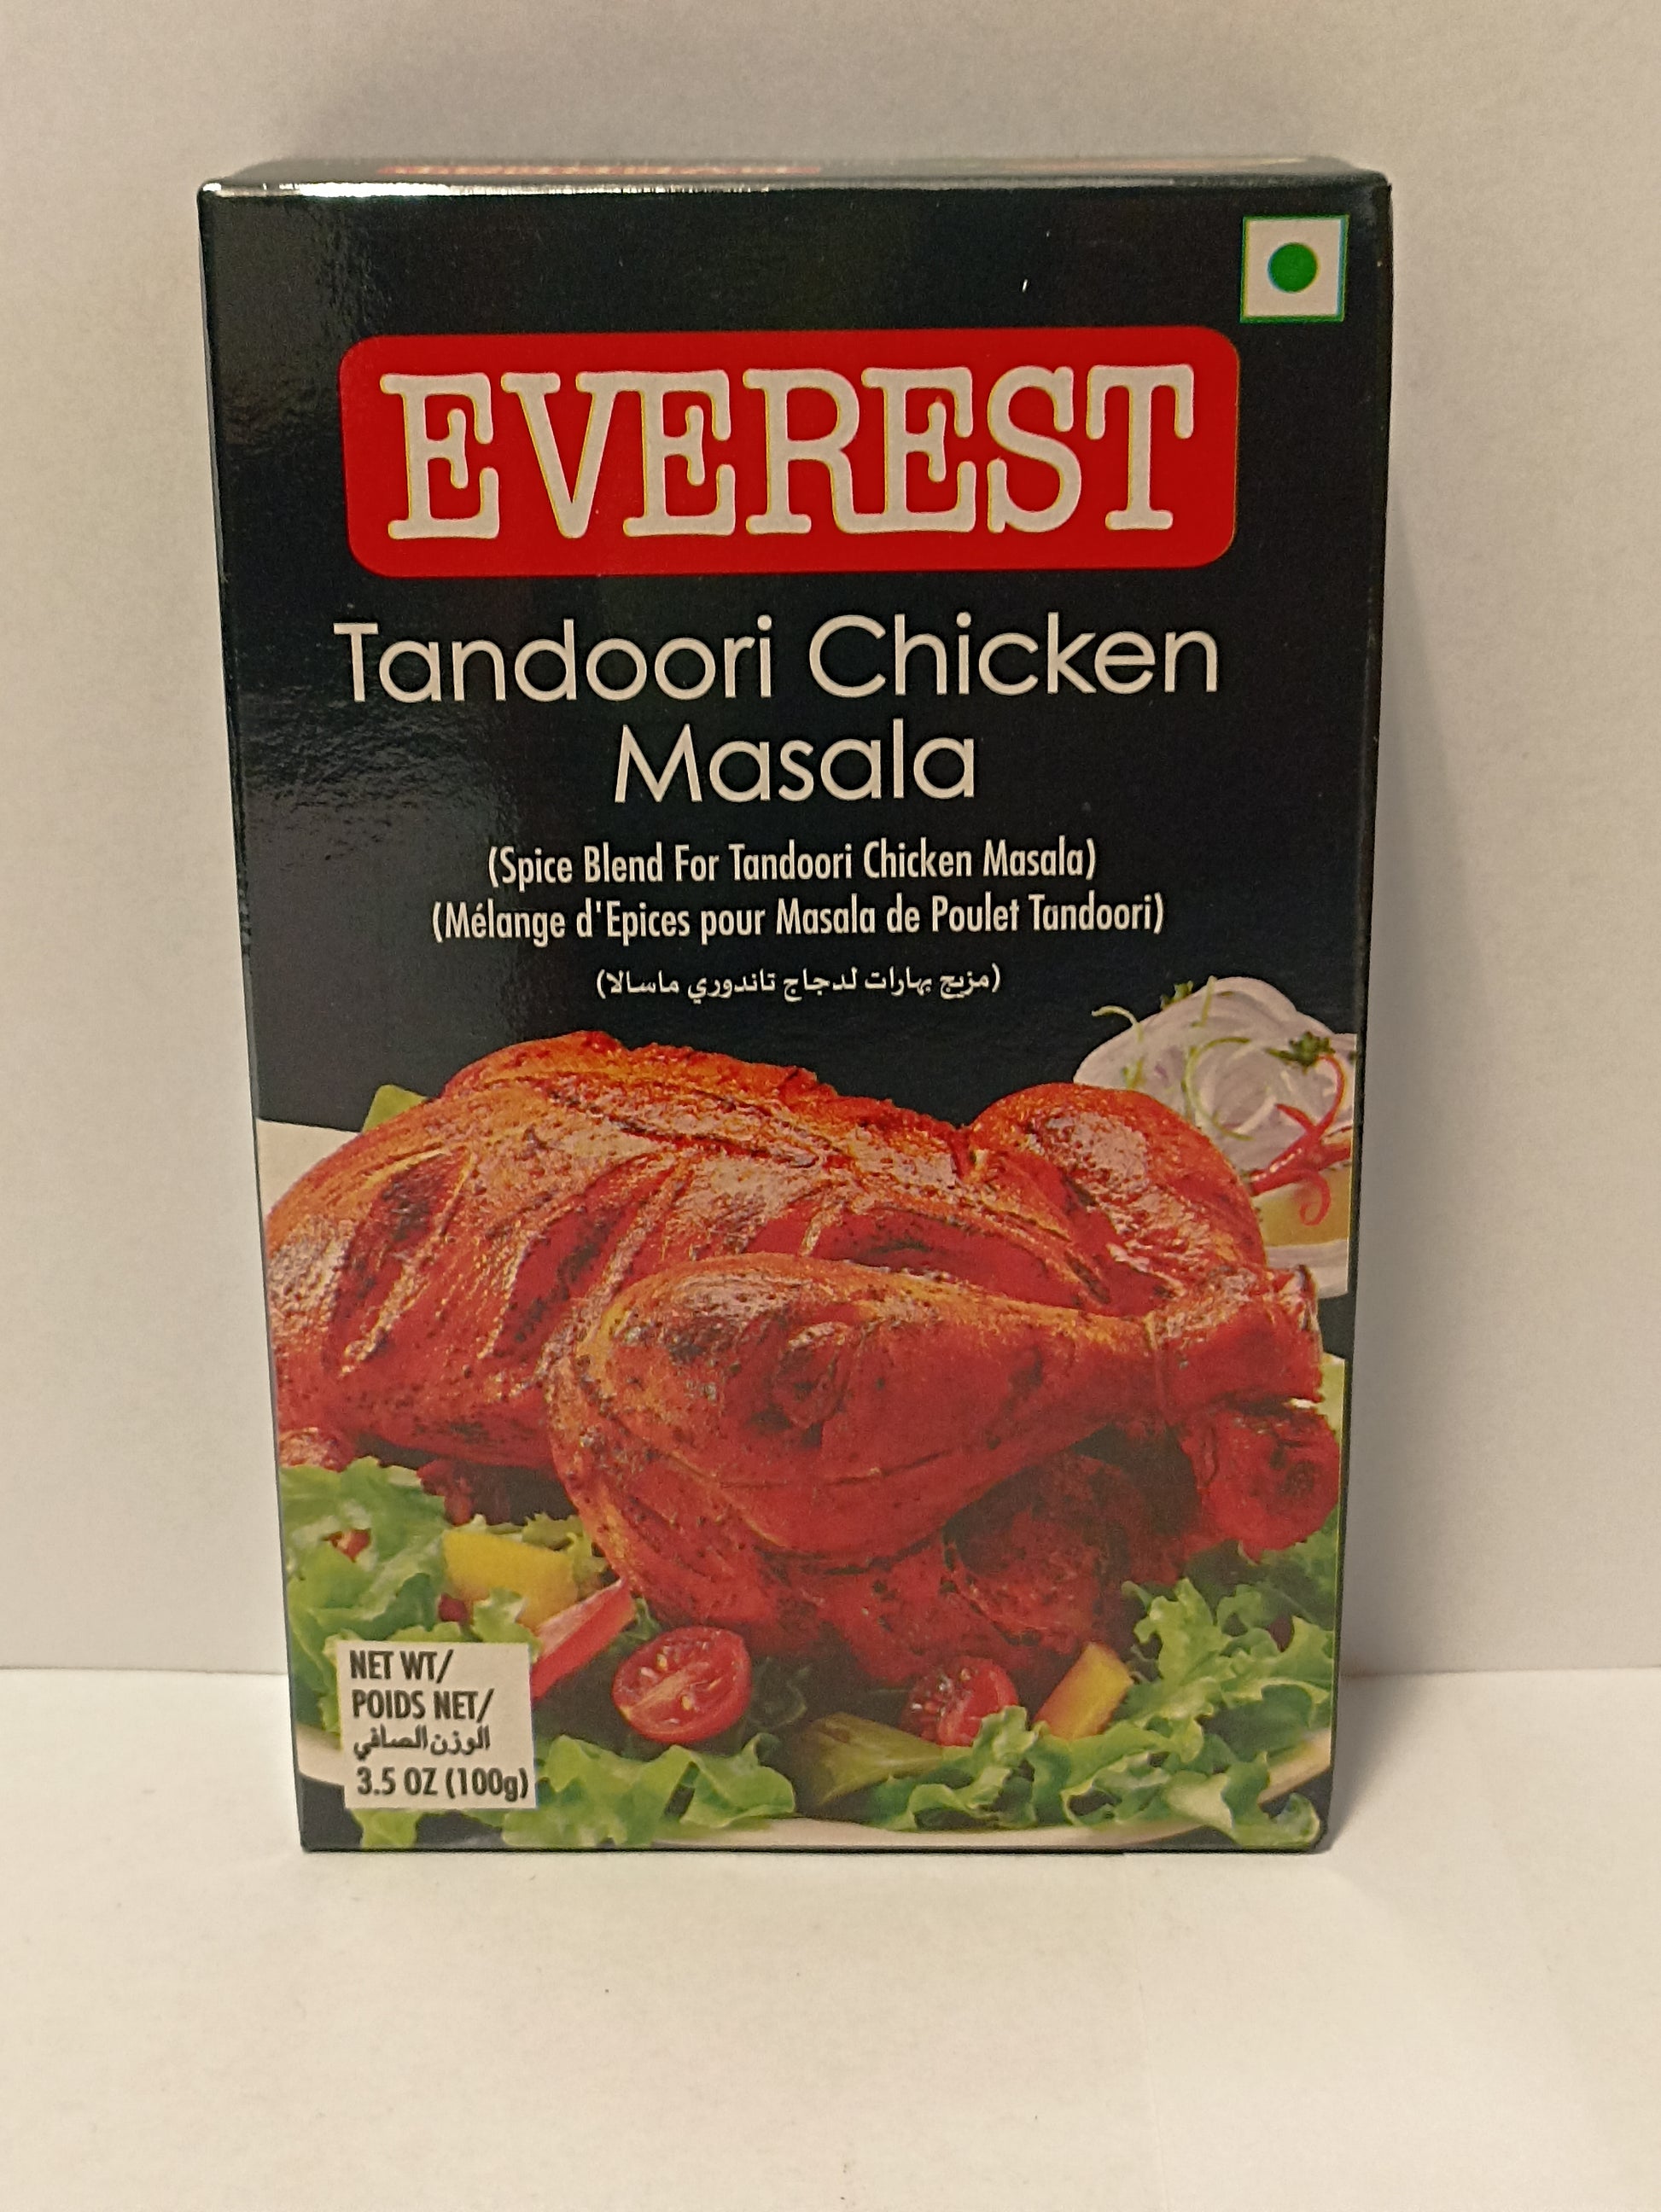 EVEREST
Tandoori Chicken
Masala
(Spice Blend For Tandoori Chicken Masala)
(Mélange d'Epices pour Masala de Poulet Tandoori)
(مزيج بهارات لدجاج تاندوري ماسالا)
NET WT/
POIDS NET/
الوزن الصافي
3.5 OZ (100g)